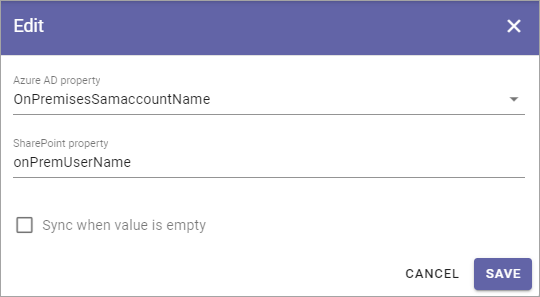 Edit
Azure AD property
OnPremisesSamaccountName
SharePoint property
onPremUserName
Sync when value is empty
CANCEL SAVE